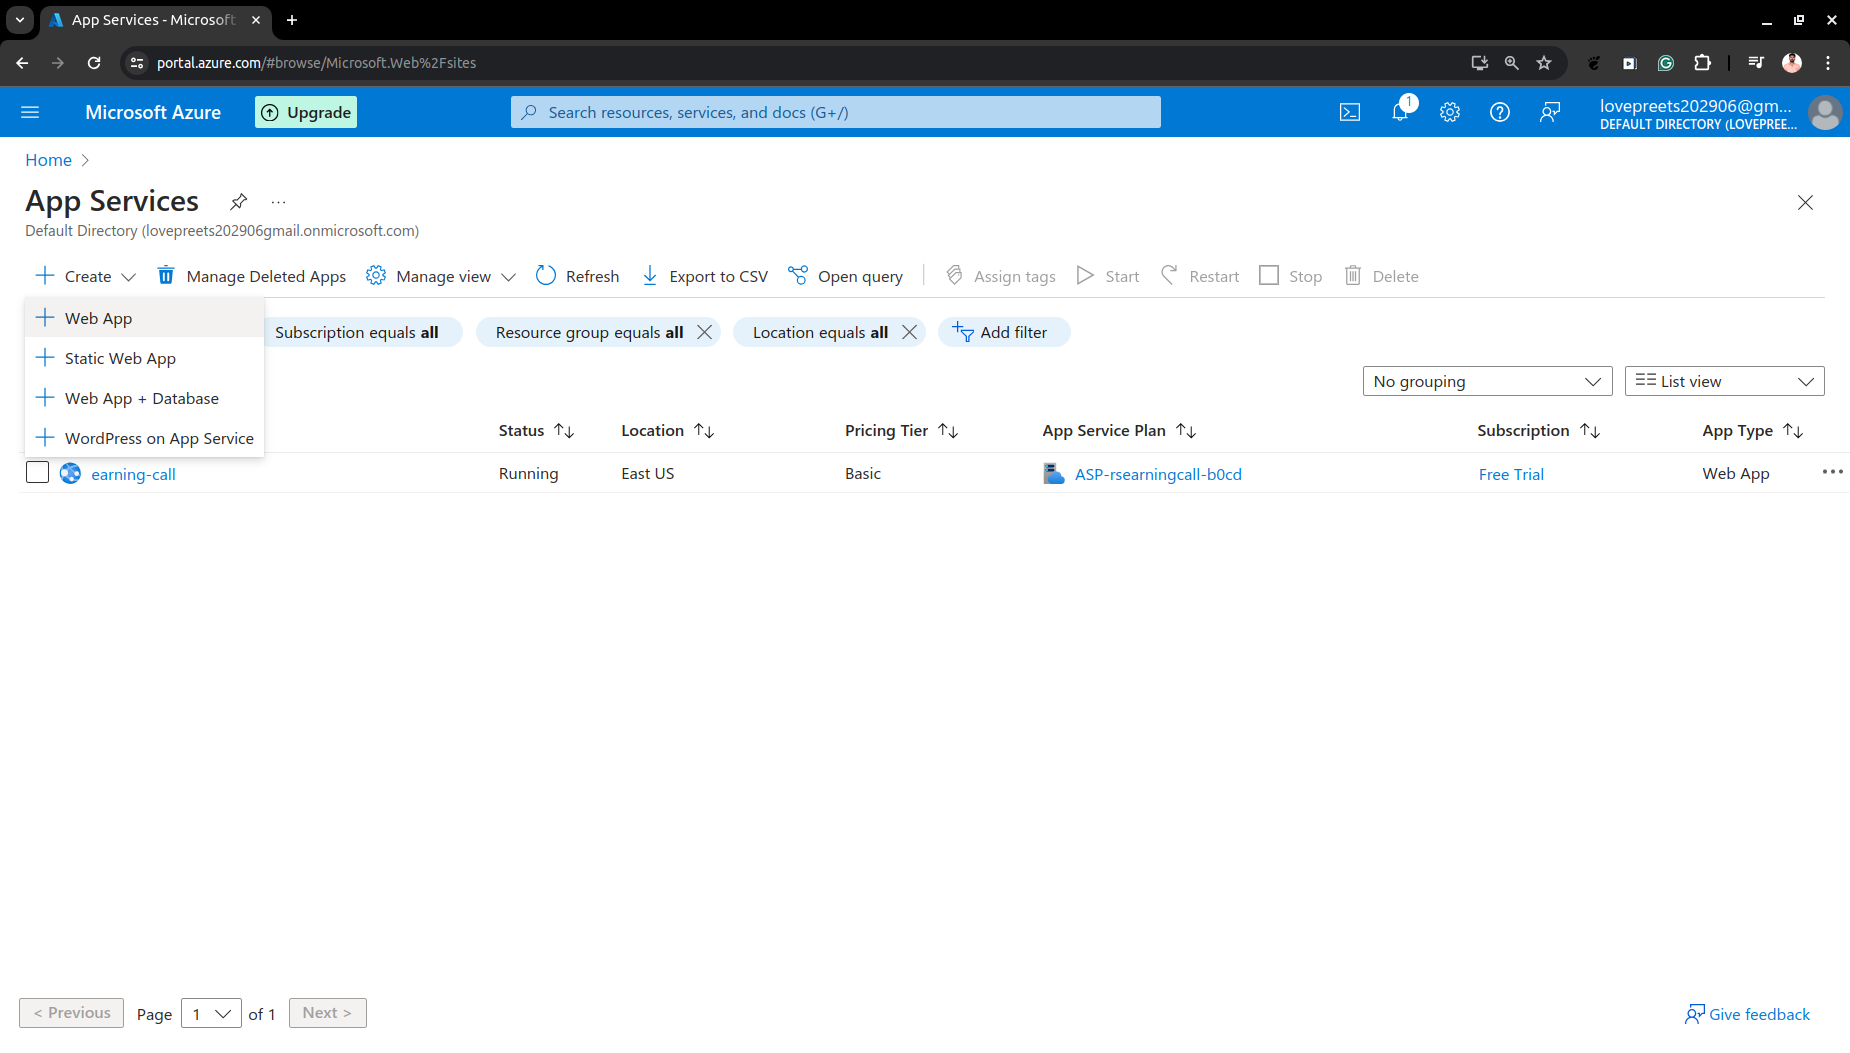 App Services - Microsoft
portal.azure.com/#browse/Microsoft.Web%2Fsites
Microsoft Azure
Upgrade
Search resources, services, and docs (G+/)
1
lovepreets202906@gm...
DEFAULT DIRECTORY (LOVEPREE...
Home
App Services
Default Directory (lovepreets202906gmail.onmicrosoft.com)
Create Manage Deleted Apps Manage view Refresh Export to CSV Open query Assign tags Start Restart Stop Delete
Web App
Static Web App
Web App + Database
WordPress on App Service
Subscription equals all Resource group equals all Location equals all Add filter
No grouping List view
Status Location Pricing Tier App Service Plan Subscription App Type
earning-call Running East US Basic ASP-rsearningcall-b0cd Free Trial Web App
< Previous Page 1 of 1 Next >
Give feedback